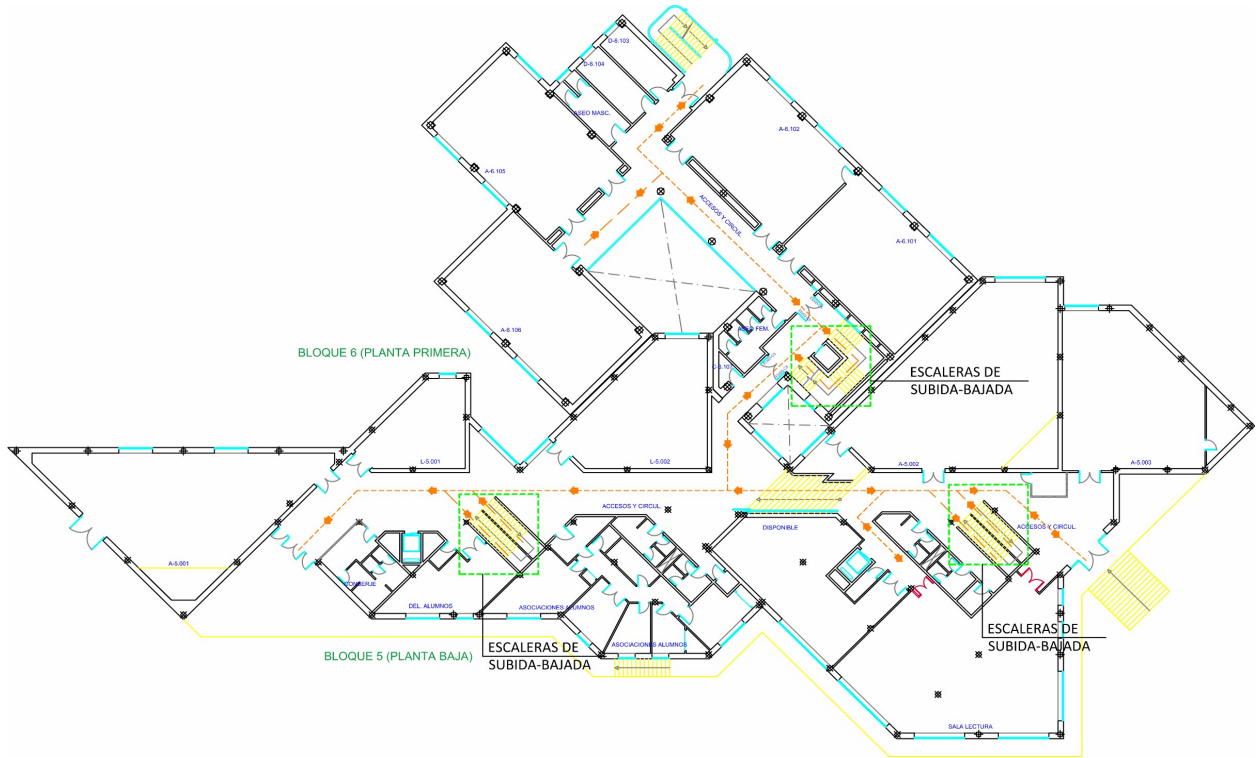 D-6.103
D-6.104
ASEO MASC.
A-6.102
A-6.105
ACCESOS Y CIRCUL.
A-6.101
A-6.106
ASEO FEM.
BLOQUE 6 (PLANTA PRIMERA)
ESCALERAS DE
SUBIDA-BAJADA
L-5.001
L-5.002
A-5.002
A-5.003
ACCESOS Y CIRCUL.
DISPONIBLE
ACCESOS Y CIRCUL.
A-5.001
CONSERJE
DEL. ALUMNOS
ASOCIACIONES ALUMNOS
ASOCIACIONES ALUMNOS
ESCALERAS DE
SUBIDA-BAJADA
BLOQUE 5 (PLANTA BAJA)
ESCALERAS DE
SUBIDA-BAJADA
SALA LECTURA